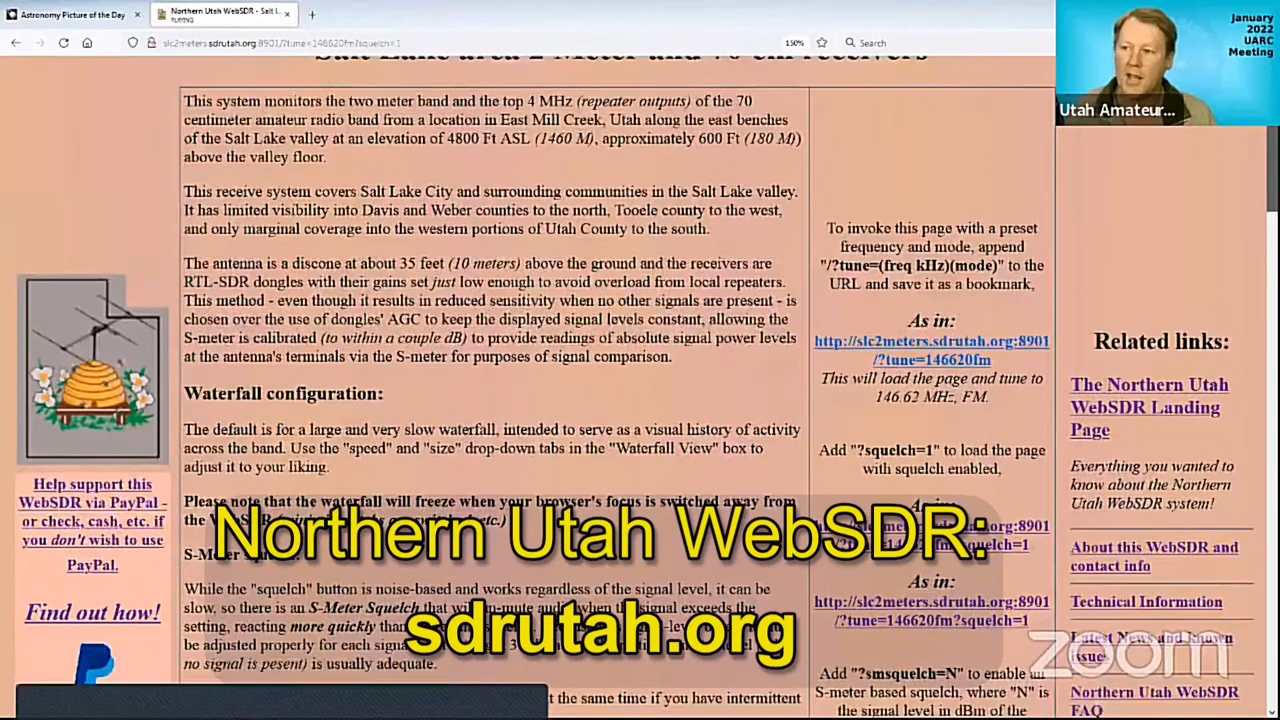 Astronomy Picture of the Day
Northern Utah WebSDR - Salt L
PLAYING
slc2meters.sdrutah.org:8901/?tune=146620fm?squelch=1
150%
Search
January
2022
UARC
Meeting
Utah Amateur...
Salt Lake area 2 Meter and 70 cm receivers
This system monitors the two meter band and the top 4 MHz (repeater outputs) of the 70
centimeter amateur radio band from a location in East Mill Creek, Utah along the east benches
of the Salt Lake valley at an elevation of 4800 Ft ASL (1460 M), approximately 600 Ft (180 M))
above the valley floor.
This receive system covers Salt Lake City and surrounding communities in the Salt Lake valley.
It has limited visibility into Davis and Weber counties to the north, Tooele county to the west,
and only marginal coverage into the western portions of Utah County to the south.
The antenna is a discone at about 35 feet (10 meters) above the ground and the receivers are
RTL-SDR dongles with their gains set just low enough to avoid overload from local repeaters.
This method - even though it results in reduced sensitivity when no other signals are present - is
chosen over the use of dongles' AGC to keep the displayed signal levels constant, allowing the
S-meter is calibrated (to within a couple dB) to provide readings of absolute signal power levels
at the antenna's terminals via the S-meter for purposes of signal comparison.
Waterfall configuration:
The default is for a large and very slow waterfall, intended to serve as a visual history of activity
across the band. Use the "speed" and "size" drop-down tabs in the "Waterfall View" box to
adjust it to your liking.
Please note that the waterfall will freeze when your browser's focus is switched away from
the WebSDR
S-Meter
While the "squelch" button is noise-based and works regardless of the signal level, it can be
slow, so there is an S-Meter Squelch that will un-mute audio when the signal exceeds the
setting, reacting more quickly than
be adjusted properly for each signal
no signal is pesent) is usually adequate.
t the same time if you have intermittent
To invoke this page with a preset
frequency and mode, append
"/?tune=(freq kHz)(mode)" to the
URL and save it as a bookmark,
As in:
http://slc2meters.sdrutah.org:8901
/?tune=146620fm
This will load the page and tune to
146.62 MHz, FM.
Add "?squelch=1" to load the page
with squelch enabled,
As in:
http://slc2meters.sdrutah.org:8901
/?tune=146620fm?squelch=1
As in:
http://slc2meters.sdrutah.org:8901
/?tune=146620fm?squelch=1
Add "?smsquelch=N" to enable an
S-meter based squelch, where "N" is
the signal level in dBm of the
Related links:
The Northern Utah
WebSDR Landing
Page
Everything you wanted to
know about the Northern
Utah WebSDR system!
About this WebSDR and
contact info
Technical Information
Latest News and known
issues
Northern Utah WebSDR
FAQ
Help support this
WebSDR via PayPal -
or check, cash, etc. if
you don't wish to use
PayPal.
Find out how!
Northern Utah WebSDR:
sdrutah.org
zoom